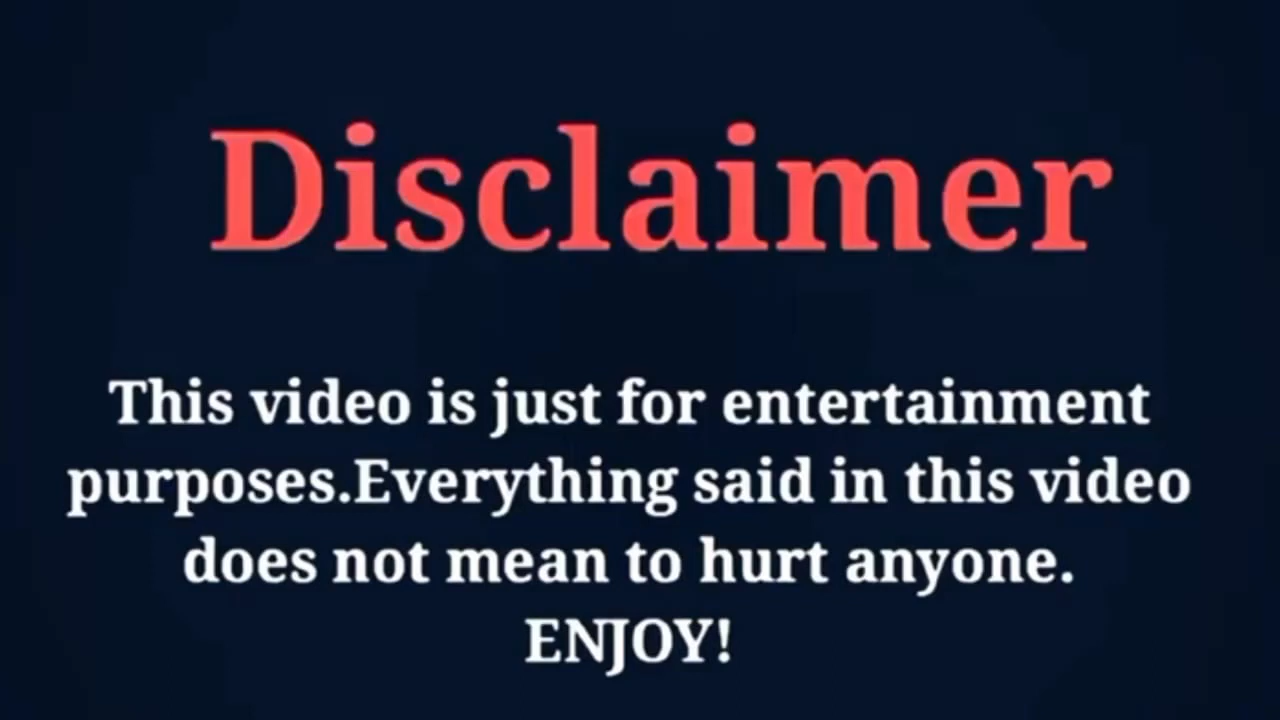 Disclaimer
This video is just for entertainment
purposes.Everything said in this video
does not mean to hurt anyone.
ENJOY!